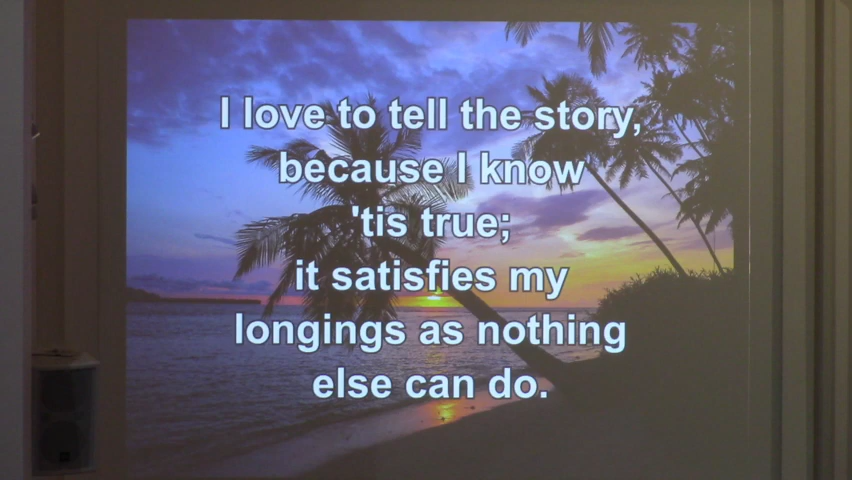 I love to tell the story,
because I know
'tis true;
it satisfies my
longings as nothing
else can do.